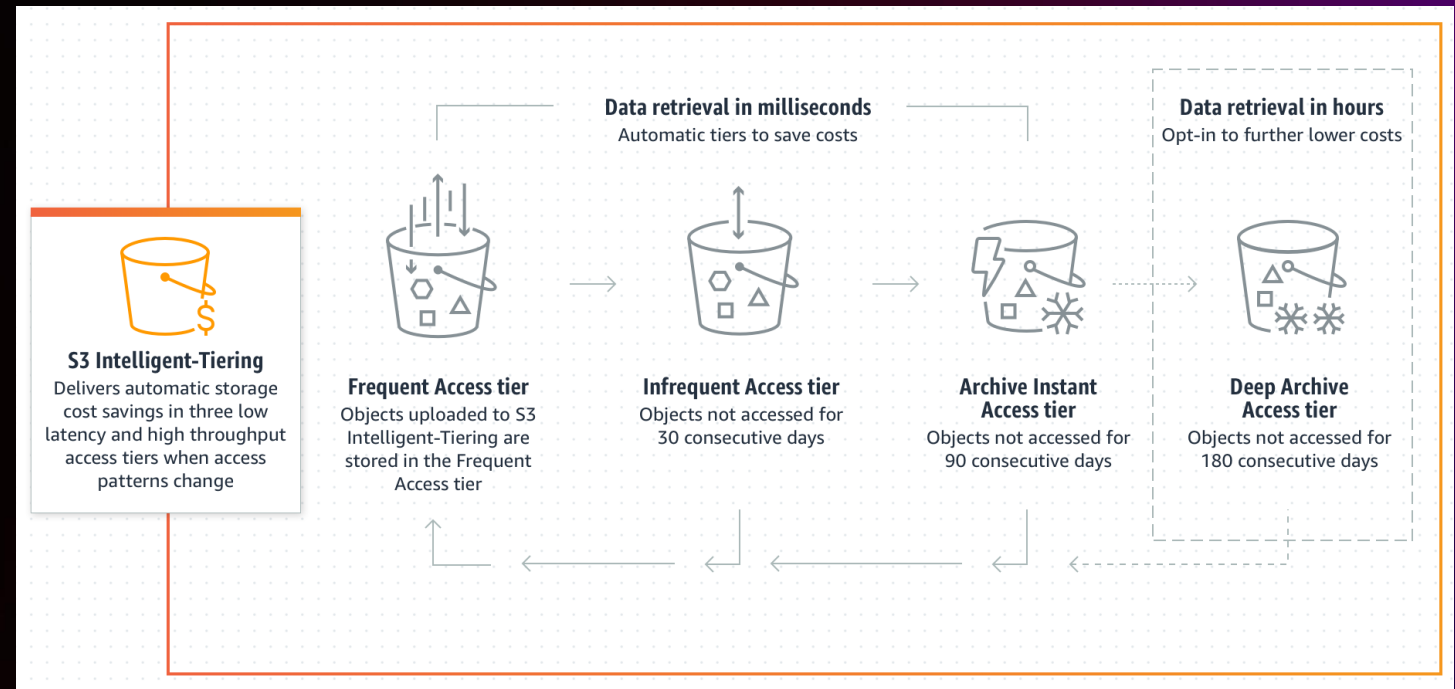 Data retrieval in milliseconds
Automatic tiers to save costs
Data retrieval in hours
Opt-in to further lower costs
S3 Intelligent-Tiering
Delivers automatic storage
cost savings in three low
latency and high throughput
access tiers when access
patterns change
Frequent Access tier
Objects uploaded to S3
Intelligent-Tiering are
stored in the Frequent
Access tier
Infrequent Access tier
Objects not accessed for
30 consecutive days
Archive Instant
Access tier
Objects not accessed for
90 consecutive days
Deep Archive
Access tier
Objects not accessed for
180 consecutive days